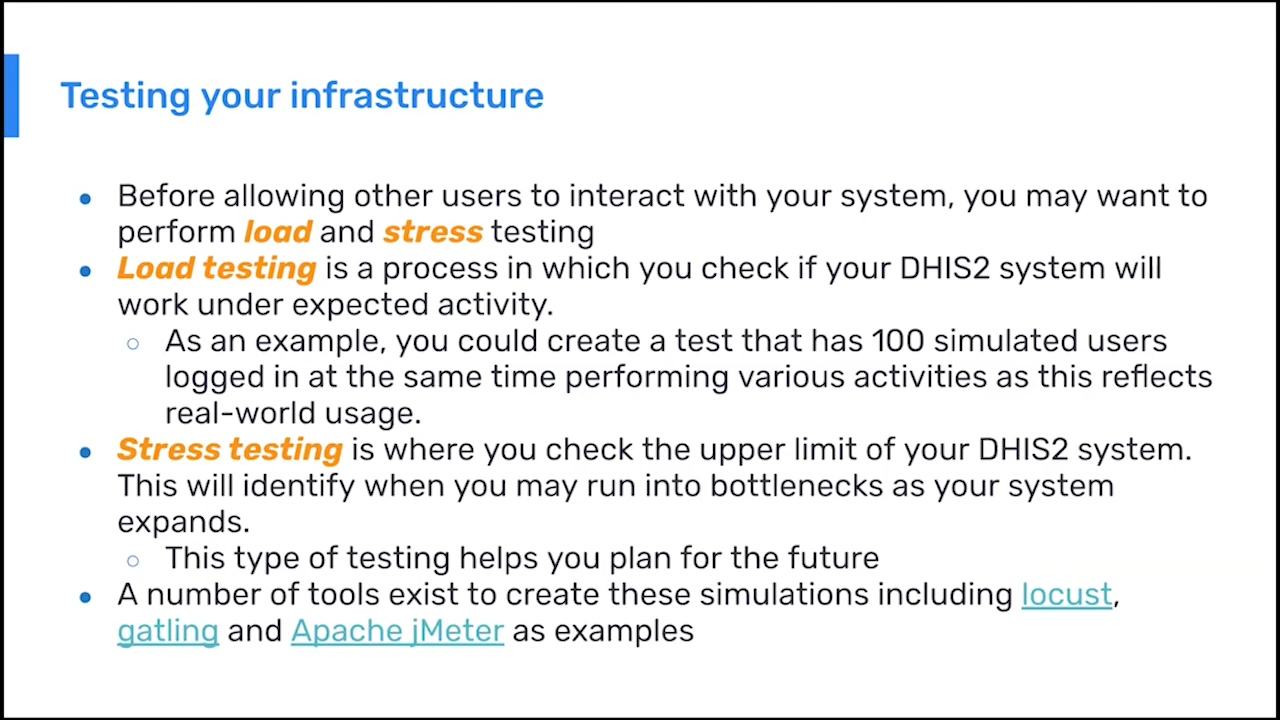 Testing your infrastructure
Before allowing other users to interact with your system, you may want to
perform load and stress testing
Load testing is a process in which you check if your DHIS2 system will
work under expected activity.
As an example, you could create a test that has 100 simulated users
logged in at the same time performing various activities as this reflects
real-world usage.
Stress testing is where you check the upper limit of your DHIS2 system.
This will identify when you may run into bottlenecks as your system
expands.
This type of testing helps you plan for the future
A number of tools exist to create these simulations including locust,
gatling and Apache jMeter as examples